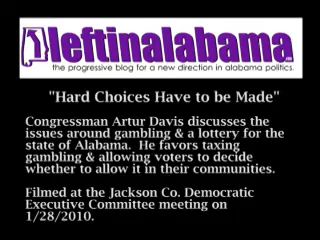 leftinalabama.com
the progressive blog for a new direction in alabama politics.
"Hard Choices Have to be Made"
Congressman Artur Davis discusses the
issues around gambling & a lottery for the
state of Alabama. He favors taxing
gambling & allowing voters to decide
whether to allow it in their communities.
Filmed at the Jackson Co. Democratic
Executive Committee meeting on
1/28/2010.